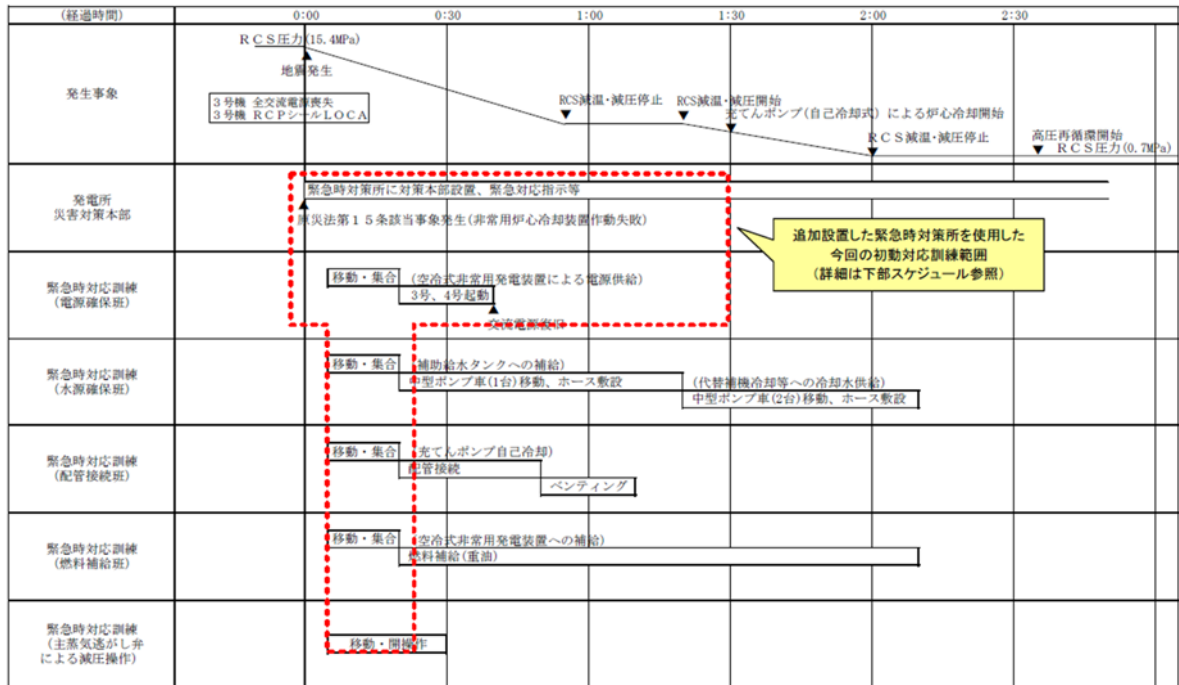 (経過時間)
0:00
0:30
1:00
1:30
2:00
2:30
発生事象
RCS圧力(15.4MPa)
地震発生
3号機 全交流電源喪失
3号機 RCPシールLOCA
RCS減温・減圧停止
RCS減温・減圧開始
充てんポンプ(自己冷却式)による炉心冷却開始
RCS減温・減圧停止
高圧再循環開始
RCS圧力(0.7MPa)
発電所
災害対策本部
緊急時対策所に対策本部設置、緊急対応指示等
原災法第15条該当事象発生(非常用炉心冷却装置作動失敗)
追加設置した緊急時対策所を使用した
今回の初動対応訓練範囲
(詳細は下部スケジュール参照)
緊急時対応訓練
(電源確保班)
移動・集合
(空冷式非常用発電装置による電源供給)
3号、4号起動
交流電源復旧
緊急時対応訓練
(水源確保班)
移動・集合
(補助給水タンクへの補給)
中型ポンプ車(1台)移動、ホース敷設
(代替補機冷却等への冷却水供給)
中型ポンプ車(2台)移動、ホース敷設
緊急時対応訓練
(配管接続班)
移動・集合
(充てんポンプ自己冷却)
配管接続
ベンティング
緊急時対応訓練
(燃料補給班)
移動・集合
(空冷式非常用発電装置への補給)
燃料補給(重油)
緊急時対応訓練
(主蒸気逃がし弁
による減圧操作)
移動・開操作